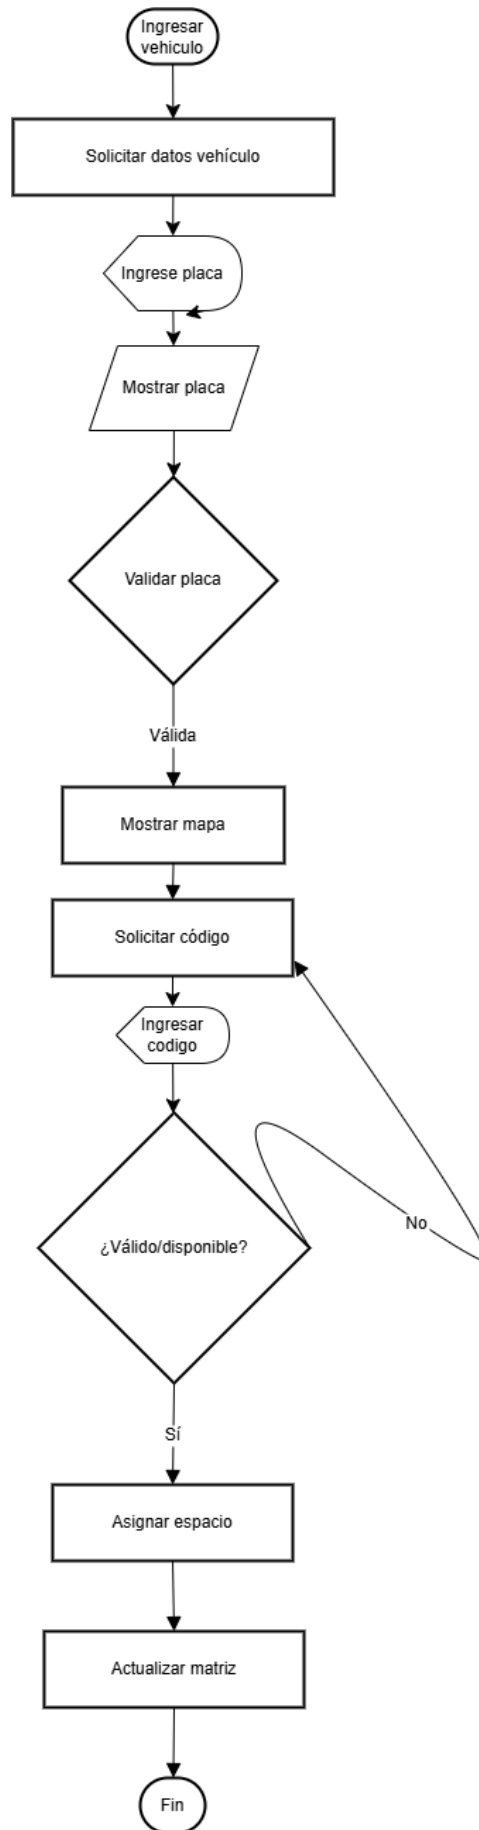 Ingresar
vehiculo
Solicitar datos vehículo
Ingrese placa
Mostrar placa
Validar placa
Válida
Mostrar mapa
Solicitar código
Ingresar
codigo
¿Válido/disponible?
No
Sí
Asignar espacio
Actualizar matriz
Fin